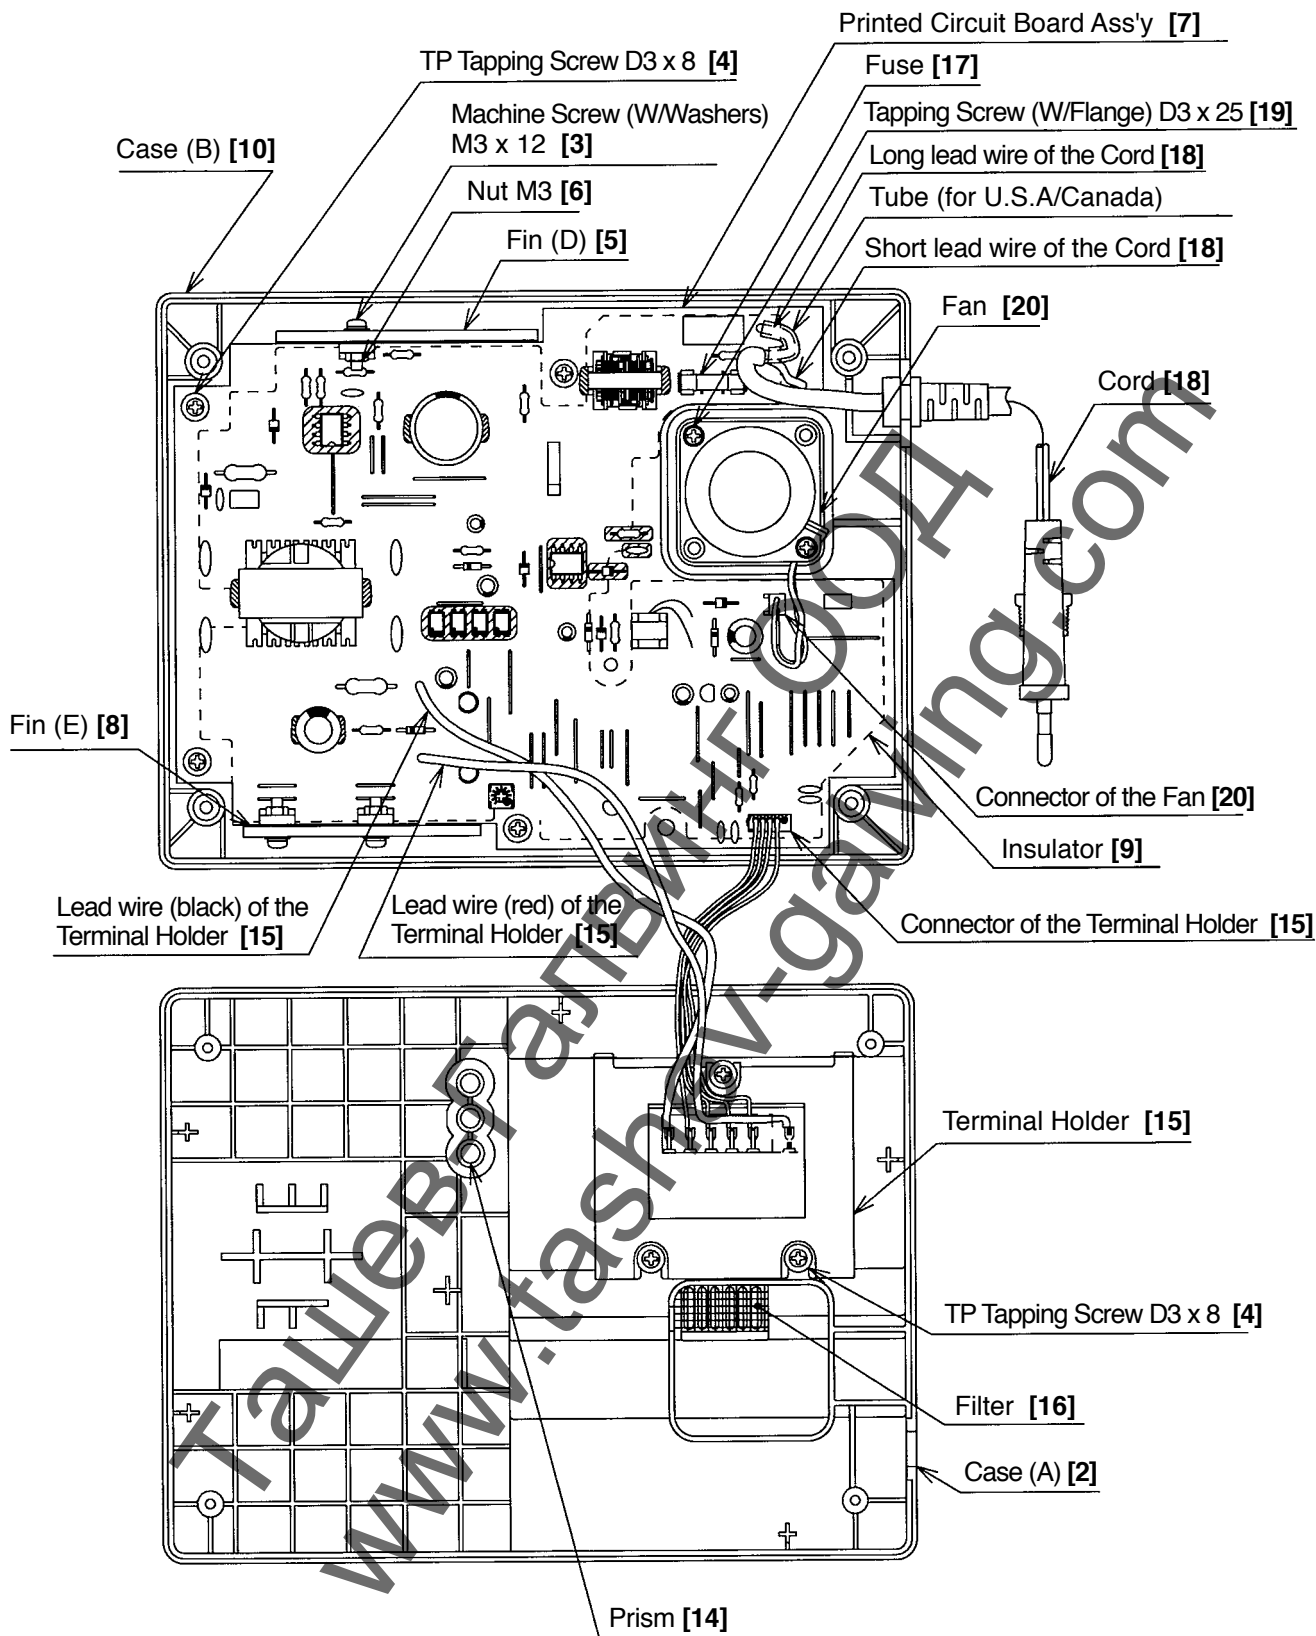 Printed Circuit Board Ass'y [7]
TP Tapping Screw D3 x 8 [4]
Fuse [17]
Machine Screw (W/Washers)
M3 x 12 [3]
Tapping Screw (W/Flange) D3 x 25 [19]
Case (B) [10]
Long lead wire of the Cord [18]
Nut M3 [6]
Tube (for U.S.A/Canada)
Fin (D) [5]
Short lead wire of the Cord [18]
Fan [20]
Cord [18]
Fin (E) [8]
Connector of the Fan [20]
Insulator [9]
Lead wire (black) of the
Terminal Holder [15]
Lead wire (red) of the
Terminal Holder [15]
Connector of the Terminal Holder [15]
Terminal Holder [15]
TP Tapping Screw D3 x 8 [4]
Filter [16]
Case (A) [2]
Prism [14]
Ташев-Галвинг ООД
www.tashev-galving.com